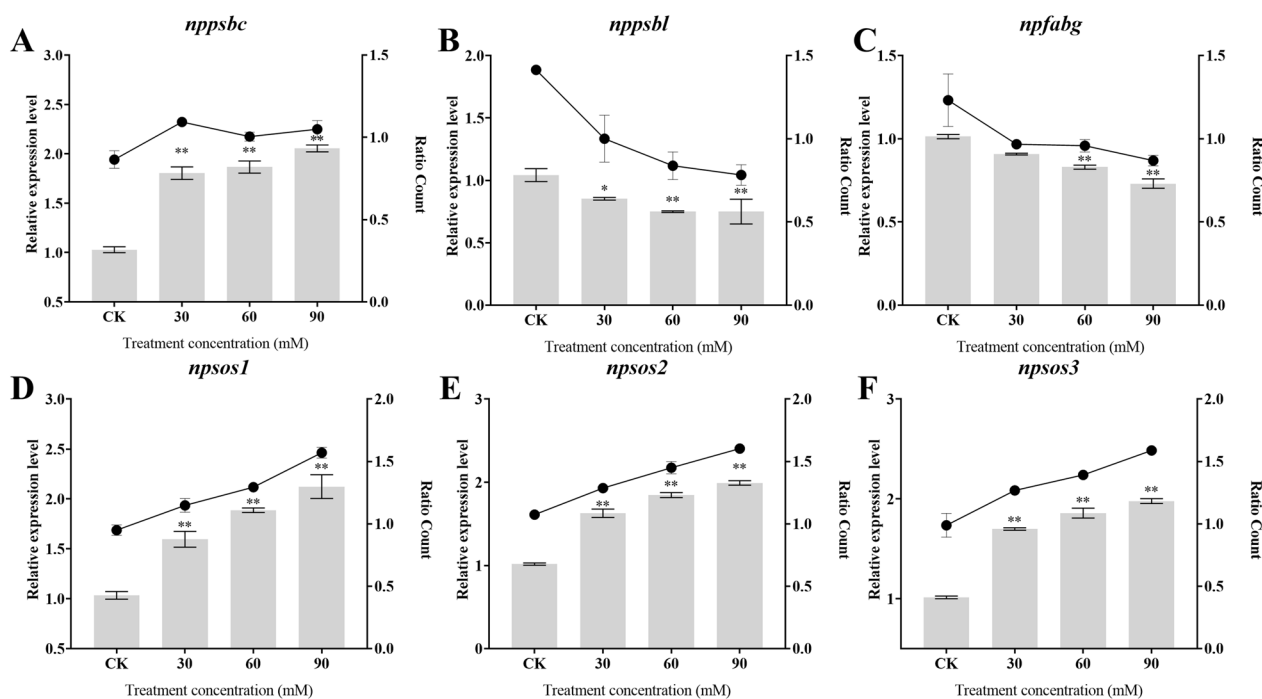 A
nppsbc
Relative expression level
3.0
2.5
2.0
1.5
1.0
0.5
**
**
**
1.5
1.0
0.5
0.0
Ratio Count
CK 30 60 90
Treatment concentration (mM)
B
nppsbl
Relative expression level
2.0
1.5
1.0
0.5
0.0
*
**
**
1.5
1.0
0.5
0.0
Ratio Count
CK 30 60 90
Treatment concentration (mM)
C
npfabg
Relative expression level
1.5
1.0
0.5
0.0
**
**
1.5
1.0
0.5
0.0
Ratio Count
CK 30 60 90
Treatment concentration (mM)
D
npsos1
Relative expression level
3.0
2.5
2.0
1.5
1.0
0.5
**
**
**
2.0
1.5
1.0
0.5
0.0
Ratio Count
CK 30 60 90
Treatment concentration (mM)
E
npsos2
Relative expression level
3
2
1
0
**
**
**
2.0
1.5
1.0
0.5
0.0
Ratio Count
CK 30 60 90
Treatment concentration (mM)
F
npsos3
Relative expression level
3
2
1
**
**
**
2.0
1.5
1.0
0.5
0.0
Ratio Count
CK 30 60 90
Treatment concentration (mM)